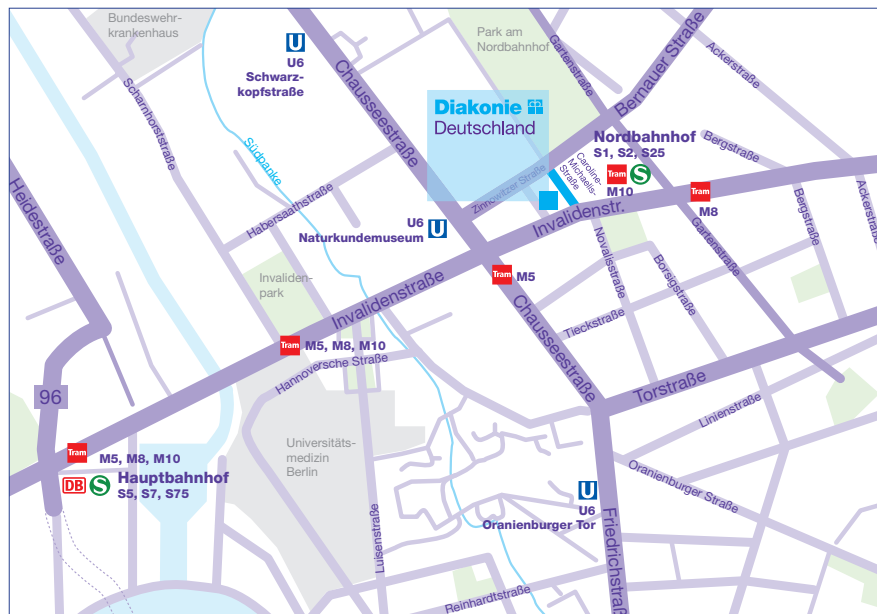 Bundeswehr-
krankenhaus
Park am
Nordbahnhof
U
U6
Schwarz-
kopfstraße
Chausseestraße
Gartenstraße
Bernauer Straße
Ackerstraße
Scharnhorststraße
Südpanke
Diakonie
Deutschland
Nordbahnhof
S1, S2, S25
Tram
S
M10
Bergstraße
Caroline-
Michaelis-
Straße
Zinnowitzer Straße
Tram
M8
Heidestraße
Habersaathstraße
U6
Naturkundemuseum
U
Invalidenstr.
Novalisstraße
Borsigstraße
Gartenstraße
Bergstraße
Ackerstraße
Invaliden-
park
Invalidenstraße
Tram
M5
Chausseestraße
Tieckstraße
Tram
M5, M8, M10
Hannoversche Straße
96
Torstraße
Linienstraße
Universitäts-
medizin
Berlin
Tram
M5, M8, M10
DB
S
Hauptbahnhof
S5, S7, S75
Luisenstraße
U
U6
Oranienburger Tor
Oranienburger Straße
Friedrichstraße
Reinhardtstraße